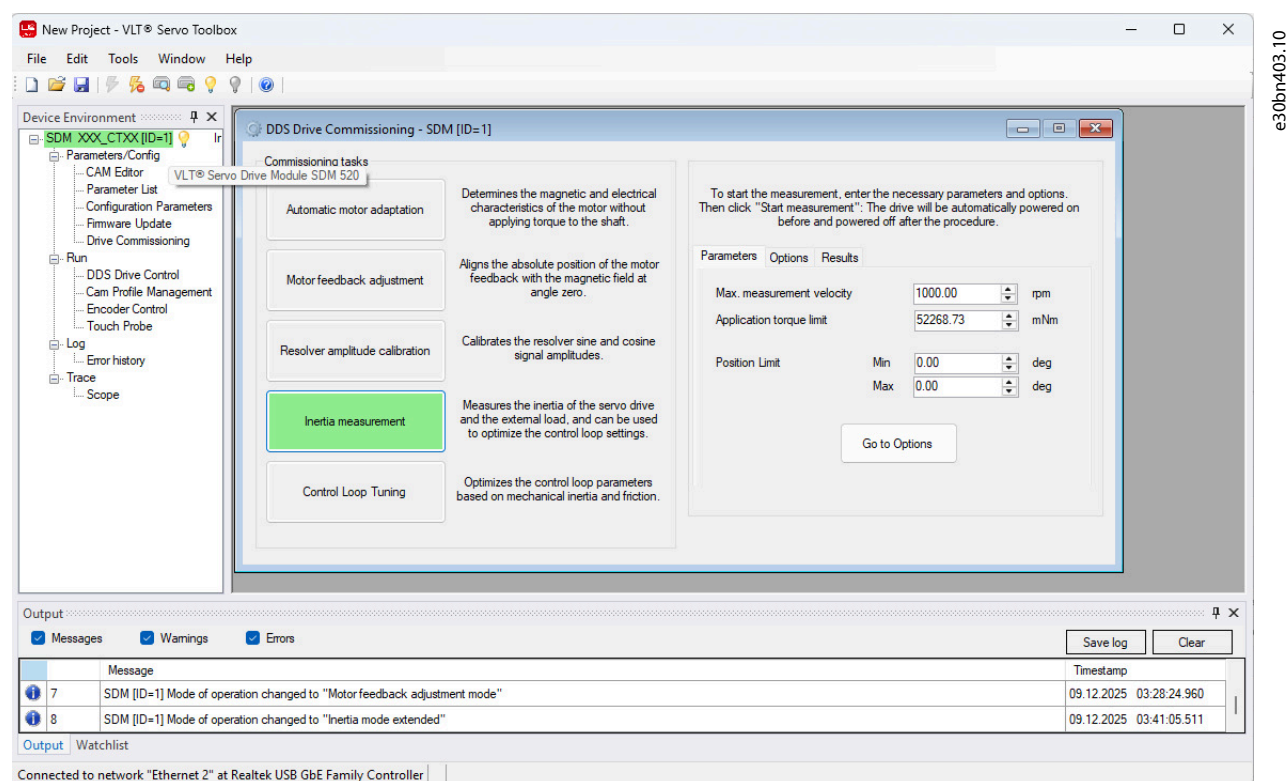 New Project - VLT® Servo Toolbox
File Edit Tools Window Help
Device Environment
SDM XXX_CTXX [ID=1] Ir
Parameters/Config
CAM Editor
VLT® Servo Drive Module SDM 520
Parameter List
Configuration Parameters
Firmware Update
Drive Commissioning
Run
DDS Drive Control
Cam Profile Management
Encoder Control
Touch Probe
Log
Error history
Trace
Scope
DDS Drive Commissioning - SDM [ID=1]
Commissioning tasks
Automatic motor adaptation
Determines the magnetic and electrical
characteristics of the motor without
applying torque to the shaft.
Motor feedback adjustment
Aligns the absolute position of the motor
feedback with the magnetic field at
angle zero.
Resolver amplitude calibration
Calibrates the resolver sine and cosine
signal amplitudes.
Inertia measurement
Measures the inertia of the servo drive
and the external load, and can be used
to optimize the control loop settings.
Control Loop Tuning
Optimizes the control loop parameters
based on mechanical inertia and friction.
To start the measurement, enter the necessary parameters and options.
Then click "Start measurement": The drive will be automatically powered on
before and powered off after the procedure.
Parameters Options Results
Max. measurement velocity 1000.00 rpm
Application torque limit 52268.73 mNm
Position Limit Min 0.00 deg
Max 0.00 deg
Go to Options
Output
Messages Warnings Errors
Save log Clear
Message Timestamp
7 SDM [ID=1] Mode of operation changed to "Motor feedback adjustment mode" 09.12.2025 03:28:24.960
8 SDM [ID=1] Mode of operation changed to "Inertia mode extended" 09.12.2025 03:41:05.511
Output Watchlist
Connected to network "Ethernet 2" at Realtek USB GbE Family Controller
e30bn403.10